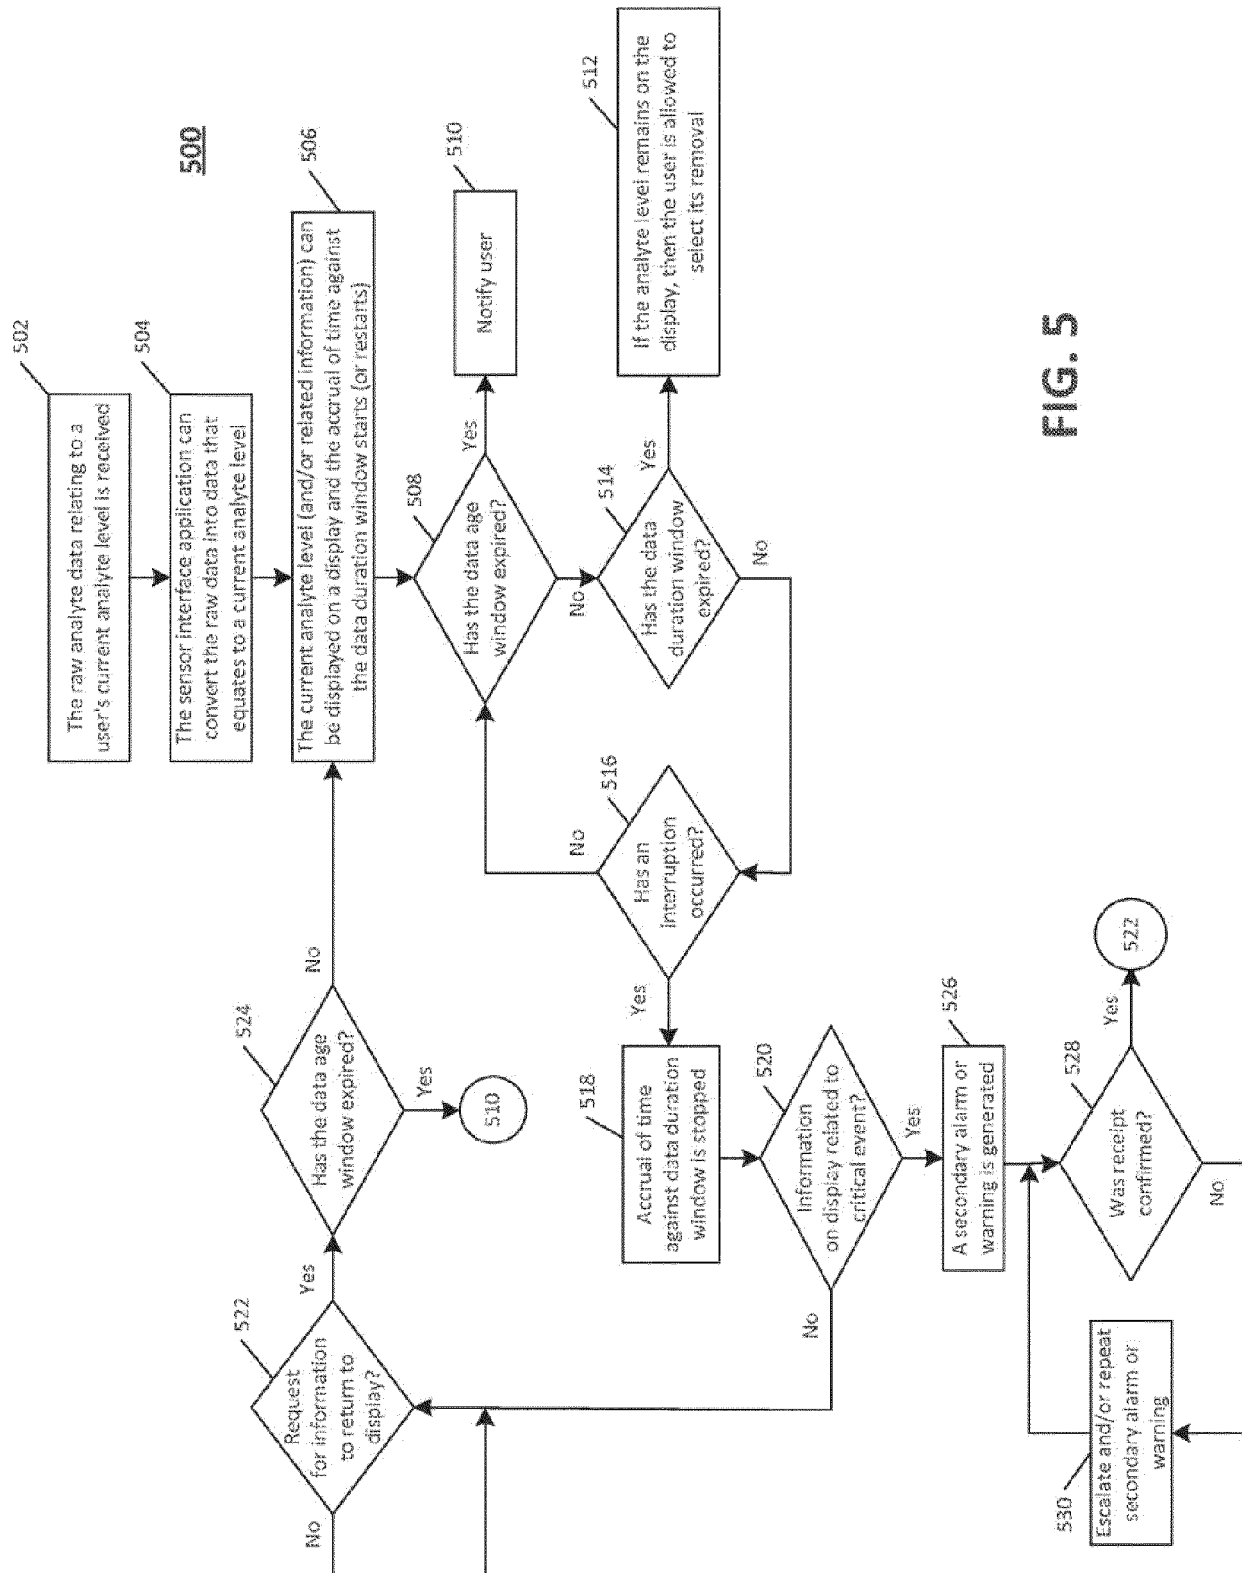 500
502
The raw analyte data relating to a
user's current analyte level is received
504
The sensor interface application can
convert the raw data into data that
equates to a current analyte level
506
The current analyte level (and/or related information) can
be displayed on a display and the accrual of time against
the data duration window starts (or restarts)
508
Has the data age
window expired?
Yes
510
Notify user
No
514
Has the data
duration window
expired?
Yes
512
If the analyte level remains on the
display, then the user is allowed to
select its removal
No
516
Has an
interruption
occurred?
No
Yes
518
Accrual of time
against data duration
window is stopped
520
Information
on display related to
critical event?
No
Yes
522
Request
for information
to return to
display?
No
Yes
524
Has the data age
window expired?
No
Yes
510
526
A secondary alarm or
warning is generated
528
Was receipt
confirmed?
Yes
522
No
530
Escalate and/or repeat
secondary alarm or
warning
FIG. 5